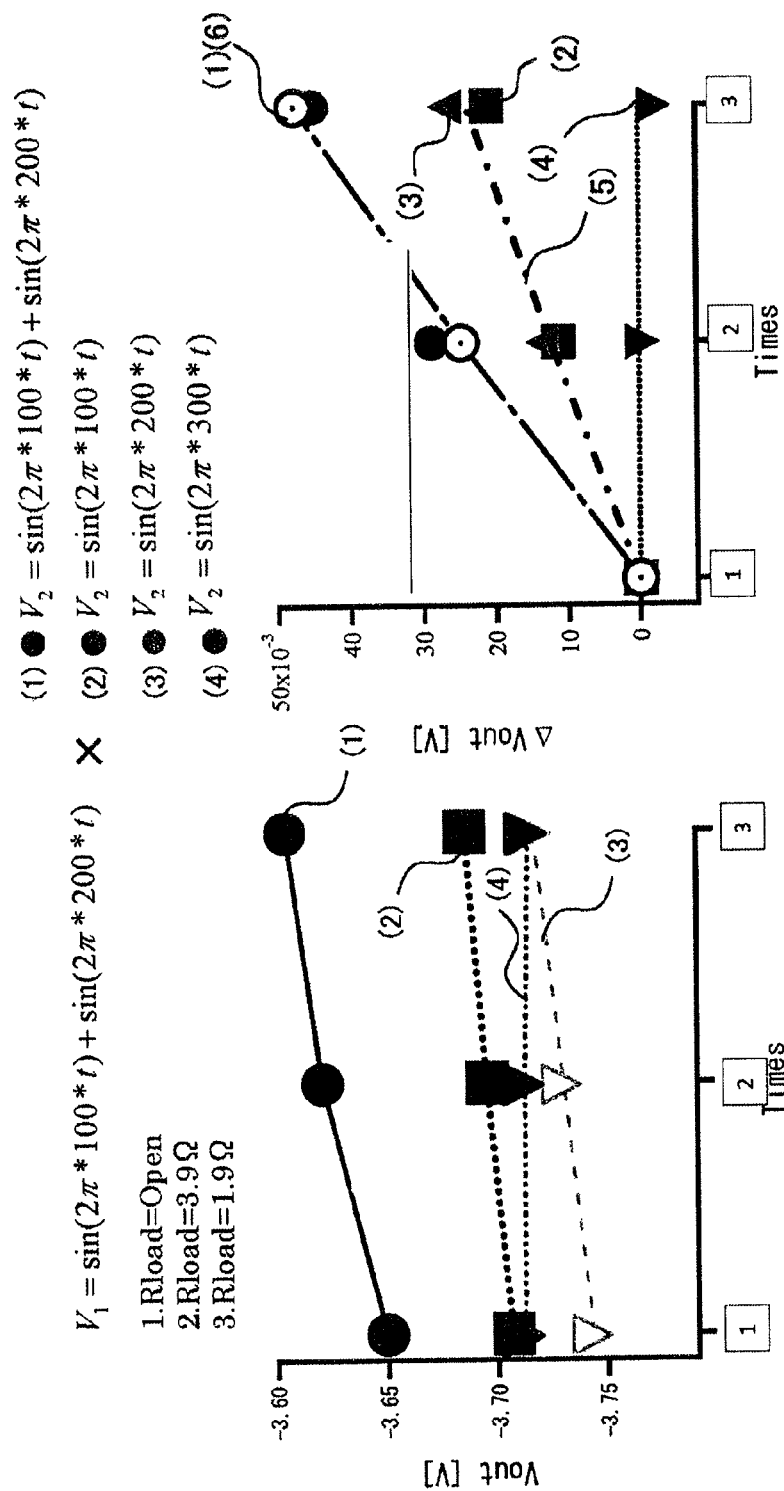 V₁ = sin(2π*100*t) + sin(2π*200*t) ×
(1) ● V₂ = sin(2π*100*t) + sin(2π*200*t)
(2) ● V₂ = sin(2π*100*t)
(3) ● V₂ = sin(2π*200*t)
(4) ● V₂ = sin(2π*300*t)
1.Rload=Open
2.Rload=3.9Ω
3.Rload=1.9Ω
Vout [V]
-3.60
-3.65
-3.70
-3.75
(1)
(2)
(4)
(3)
1
2
3
Times
△ Vout [V]
50x10⁻³
40
30
20
10
0
(1)(6)
(3)
(2)
(5)
(4)
1
2
3
Times